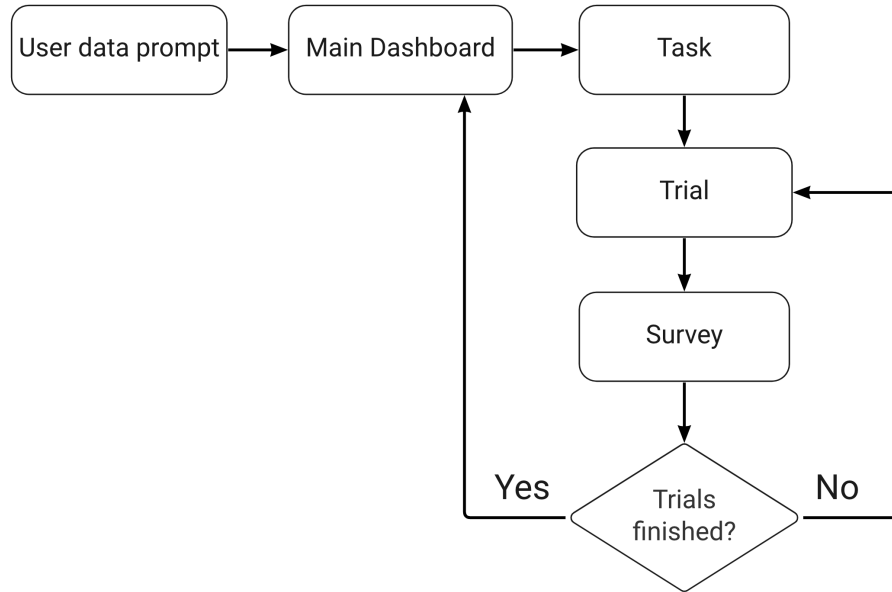 User data prompt
Main Dashboard
Task
Trial
Survey
Yes
Trials
finished?
No